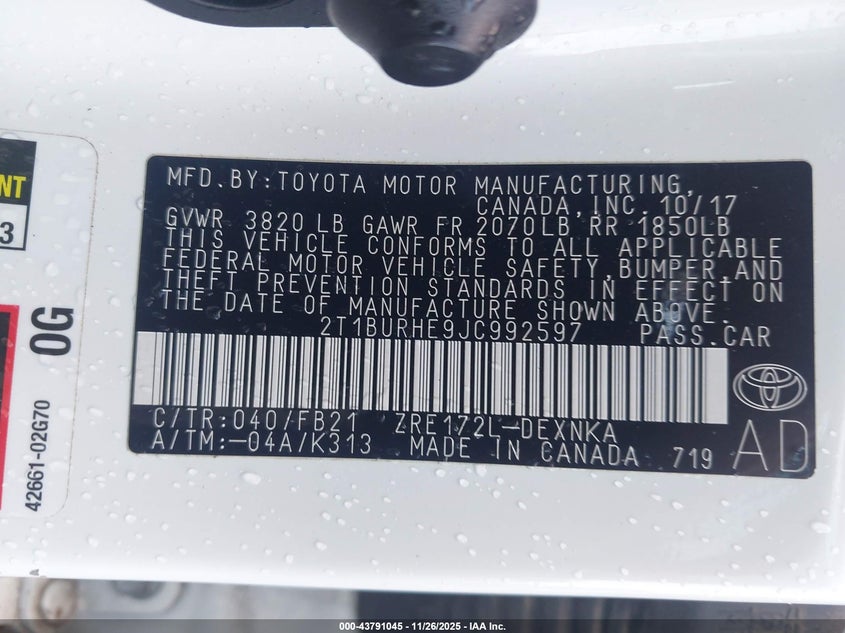 MFD.BY:TOYOTA MOTOR MANUFACTURING,
CANADA,INC. 10/17
GVWR 3820 LB GAWR FR 2070LB RR 1850LB
THIS VEHICLE CONFORMS TO ALL APPLICABLE
FEDERAL MOTOR VEHICLE SAFETY,BUMPER,AND
THEFT PREVENTION STANDARDS IN EFFECT ON
THE DATE OF MANUFACTURE SHOWN ABOVE.
2T1BURHE9JC992597 PASS.CAR
C/TR:040/FB21 ZRE172L-DEXNKA
A/TM:-04A/K313 MADE IN CANADA 719
AD
NT
3
0G
42661-02G70
000-43791045 | 11/26/2025 - IAA Inc.